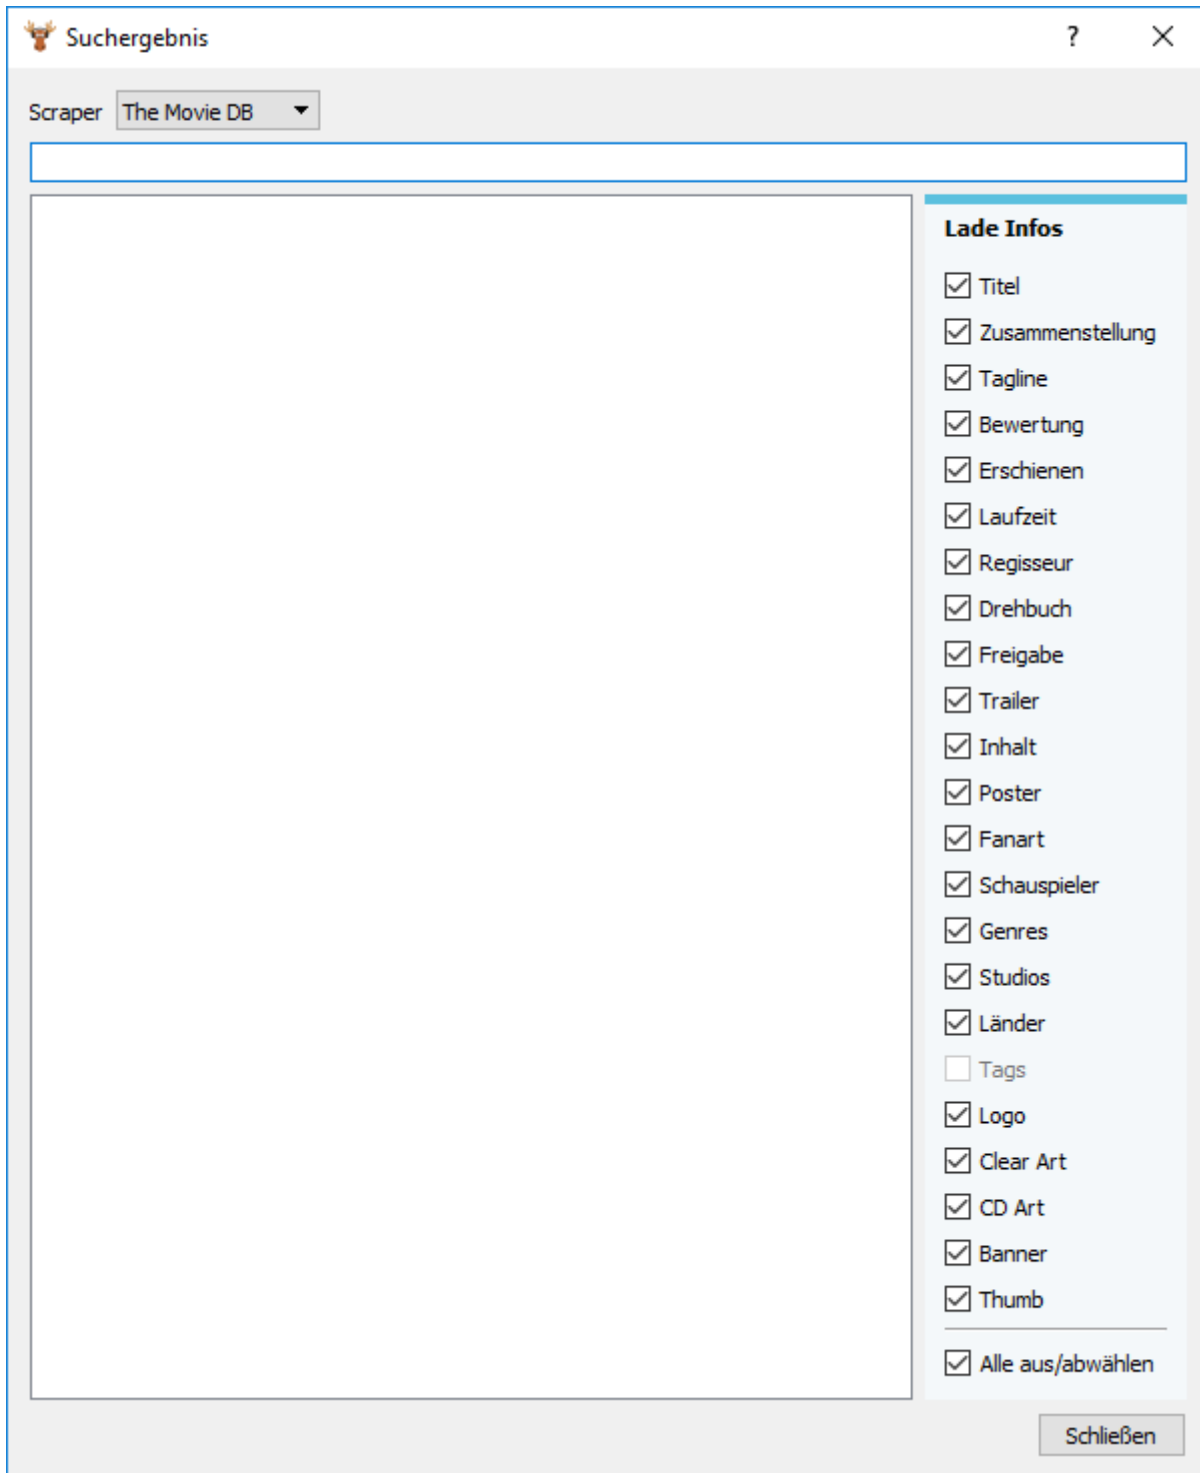 Suchergebnis
?
Scraper The Movie DB
Lade Infos
Titel
Zusammenstellung
Tagline
Bewertung
Erschienen
Laufzeit
Regisseur
Drehbuch
Freigabe
Trailer
Inhalt
Poster
Fanart
Schauspieler
Genres
Studios
Länder
Tags
Logo
Clear Art
CD Art
Banner
Thumb
Alle aus/abwählen
Schließen